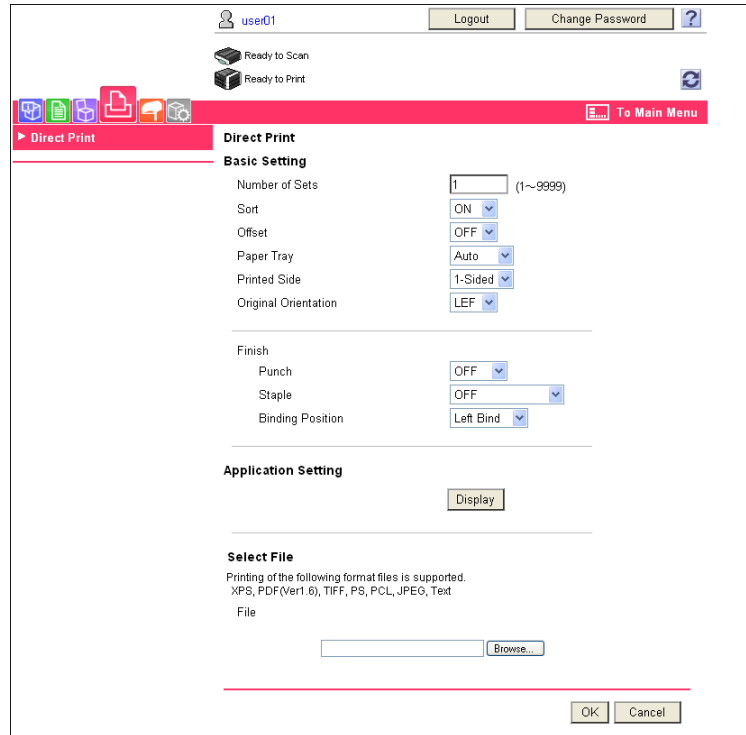 user01 Logout Change Password ?
Ready to Scan
Ready to Print
To Main Menu
Direct Print
Direct Print
Basic Setting
Number of Sets 1 (1～9999)
Sort ON
Offset OFF
Paper Tray Auto
Printed Side 1-Sided
Original Orientation LEF
Finish
Punch OFF
Staple OFF
Binding Position Left Bind
Application Setting
Display
Select File
Printing of the following format files is supported.
XPS, PDF(Ver1.6), TIFF, PS, PCL, JPEG, Text
File
Browse...
OK Cancel